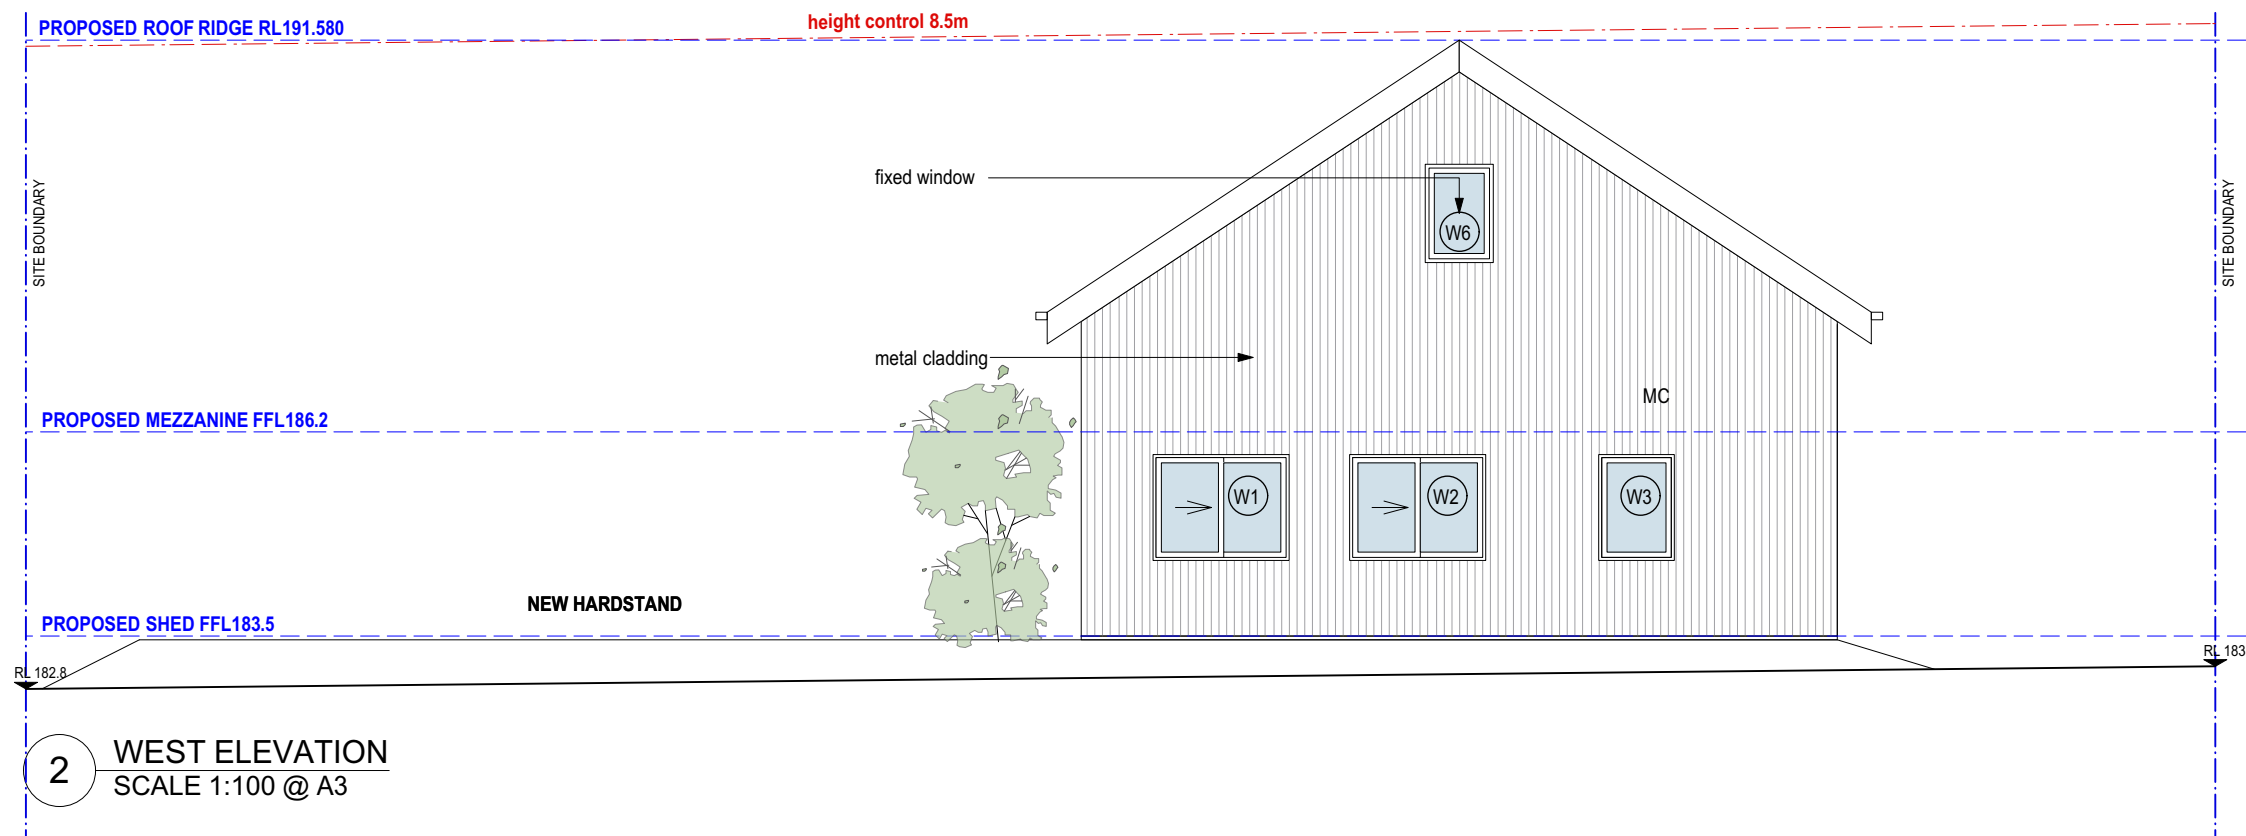 PROPOSED ROOF RIDGE RL191.580
height control 8.5m
SITE BOUNDARY
SITE BOUNDARY
fixed window
W6
metal cladding
MC
PROPOSED MEZZANINE FFL186.2
W1
W2
W3
NEW HARDSTAND
PROPOSED SHED FFL183.5
RL 182.8
RL 183
2
WEST ELEVATION
SCALE 1:100 @ A3